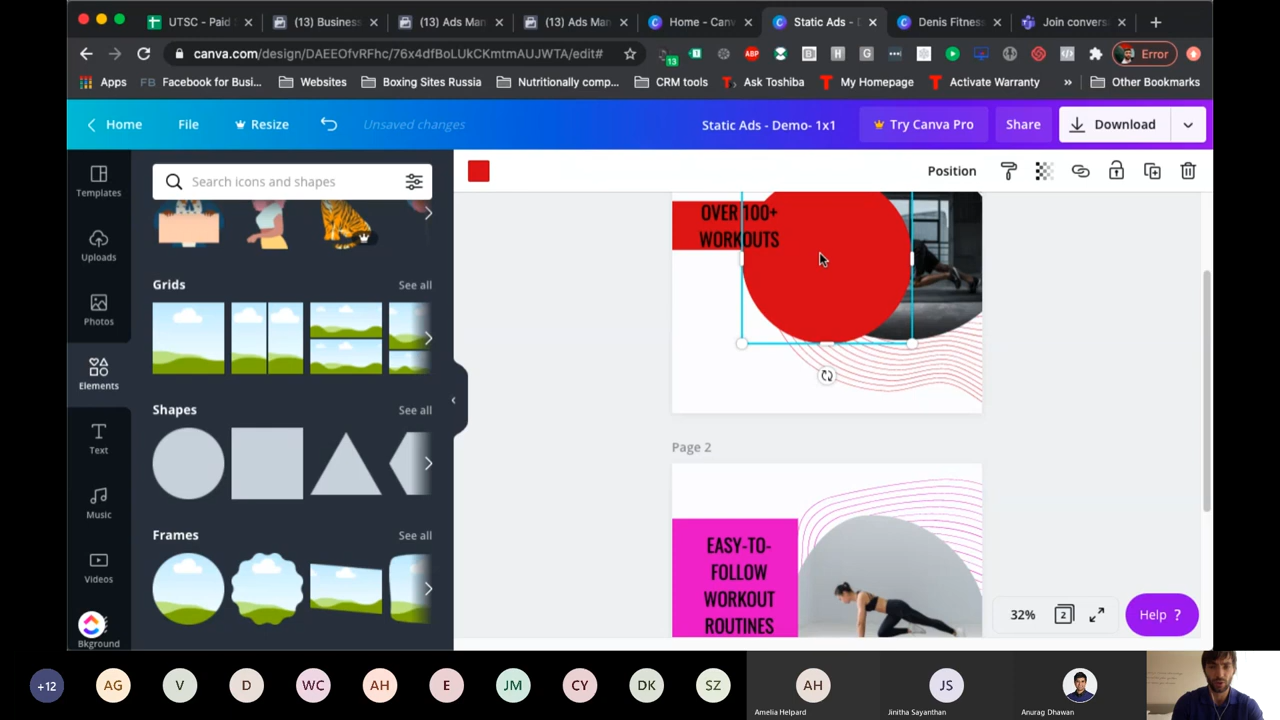 UTSC - Paid
(13) Business
(13) Ads Man
(13) Ads Man
Home - Canv
Static Ads - D
Denis Fitness
Join convers
canva.com/design/DAEEOfvRFhc/76x4dfBoLUkCKmtmAUJWTA/edit#
13
ABP
H
G
Error
Apps
FB Facebook for Busi...
Websites
Boxing Sites Russia
Nutritionally comp...
CRM tools
Ask Toshiba
My Homepage
Activate Warranty
»
Other Bookmarks
Home
File
Resize
Unsaved changes
Static Ads - Demo- 1x1
Try Canva Pro
Share
Download
Templates
Uploads
Photos
Elements
Text
Music
Videos
Bkground
Search icons and shapes
Grids
See all
Shapes
See all
Frames
See all
Position
OVER 100+
WORKOUTS
Page 2
EASY-TO-
FOLLOW
WORKOUT
ROUTINES
32%
2
Help ?
+12
AG
V
D
WC
AH
E
JM
CY
DK
SZ
AH
Amelia Helpard
JS
Jinitha Sayanthan
Anurag Dhawan